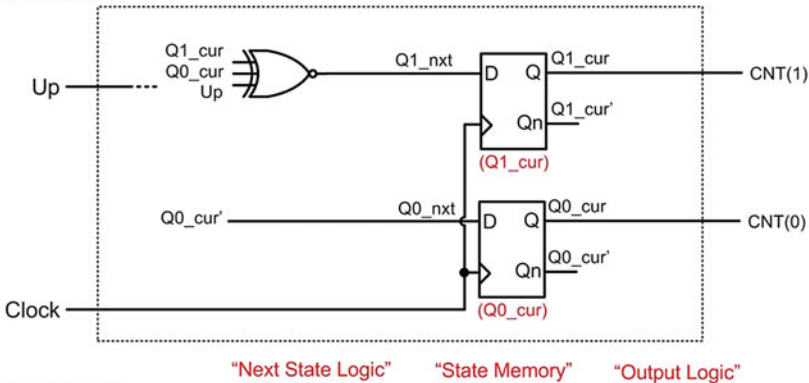 Q1_cur
Q0_cur
Up
Up
Q1_nxt
D
Q
Q1_cur
CNT(1)
Qn
Q1_cur'
(Q1_cur)
Q0_cur'
Q0_nxt
D
Q
Q0_cur
CNT(0)
Qn
Q0_cur'
(Q0_cur)
Clock
“Next State Logic” “State Memory” “Output Logic”